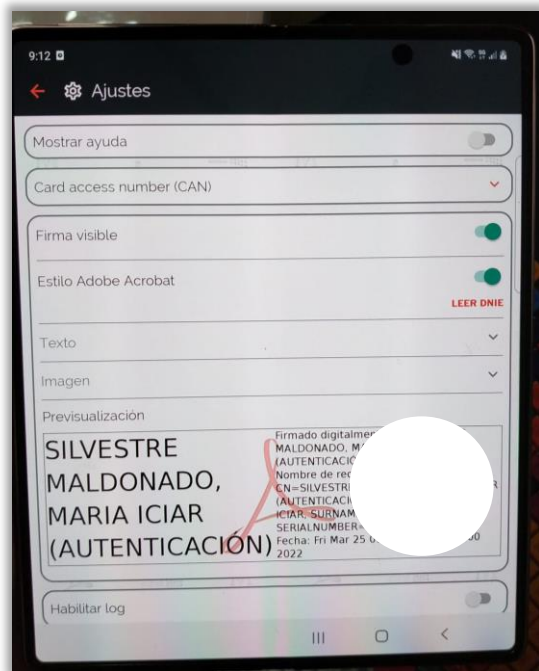 9:12
Ajustes
Mostrar ayuda
Card access number (CAN)
Firma visible
Estilo Adobe Acrobat
LEER DNIE
Texto
Imagen
Previsualización
SILVESTRE
MALDONADO,
MARIA ICIAR
(AUTENTICACIÓN)
Firmado
MALDONADO,
Nombre de
ICIAR,
Fecha: Fri Mar 25
2022
Habilitar log